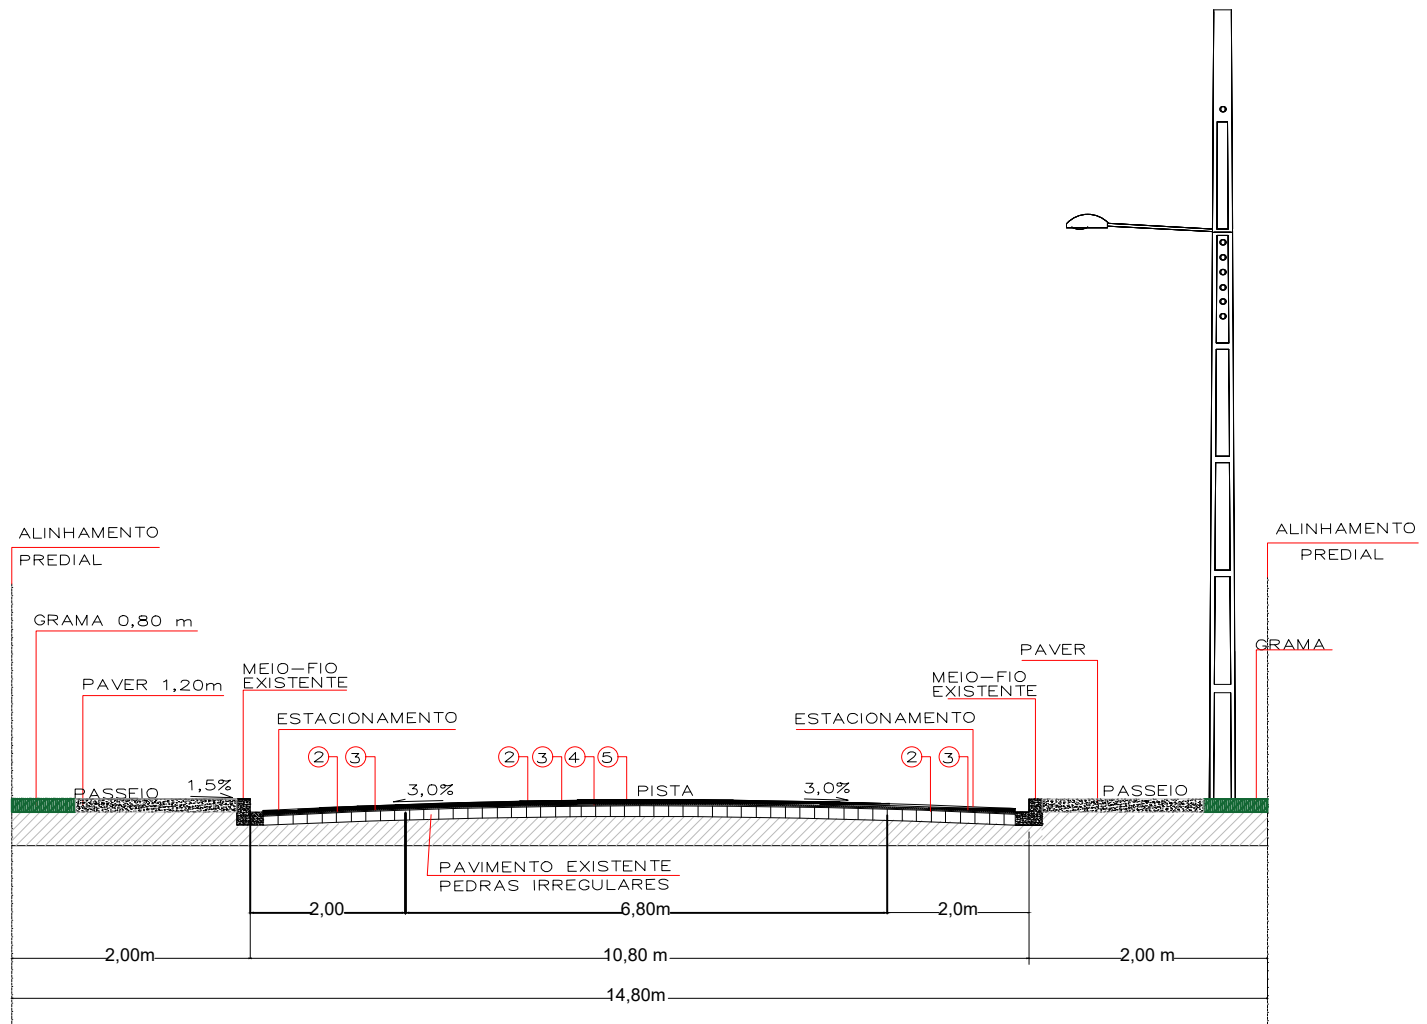 ALINHAMENTO
PREDIAL
ALINHAMENTO
PREDIAL
GRAMA 0,80 m
GRAMA
PAVER
MEIO-FIO
EXISTENTE
MEIO-FIO
EXISTENTE
PAVER 1,20m
ESTACIONAMENTO
ESTACIONAMENTO
2 3
2 3 4 5
2 3
PASSEIO
1,5%
3,0%
PISTA
3,0%
PASSEIO
PAVIMENTO EXISTENTE
PEDRAS IRREGULARES
2,00
6,80m
2,0m
2,00m
10,80 m
2,00 m
14,80m